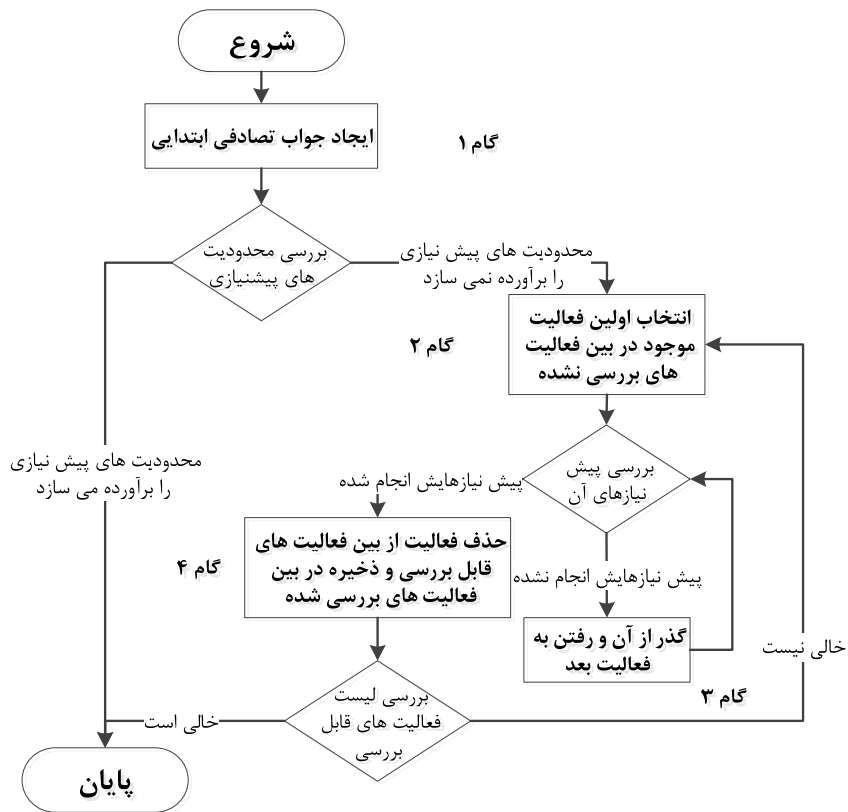 شروع
ایجاد جواب تصادفی ابتدایی
گام ۱
بررسی محدودیت
های پیشنیازی
محدودیت های پیش نیازی
را برآورده نمی سازد
انتخاب اولین فعالیت
موجود در بین فعالیت
های بررسی نشده
گام ۲
محدودیت های پیش نیازی
را برآورده می سازد
بررسی پیش
نیازهای آن
پیش نیازهایش انجام شده
حذف فعالیت از بین فعالیت های
قابل بررسی و ذخیره در بین
فعالیت های بررسی شده
گام ۴
پیش نیازهایش انجام نشده
گذر از آن و رفتن به
فعالیت بعد
خالی نیست
گام ۳
بررسی لیست
فعالیت های قابل
بررسی
خالی است
پایان